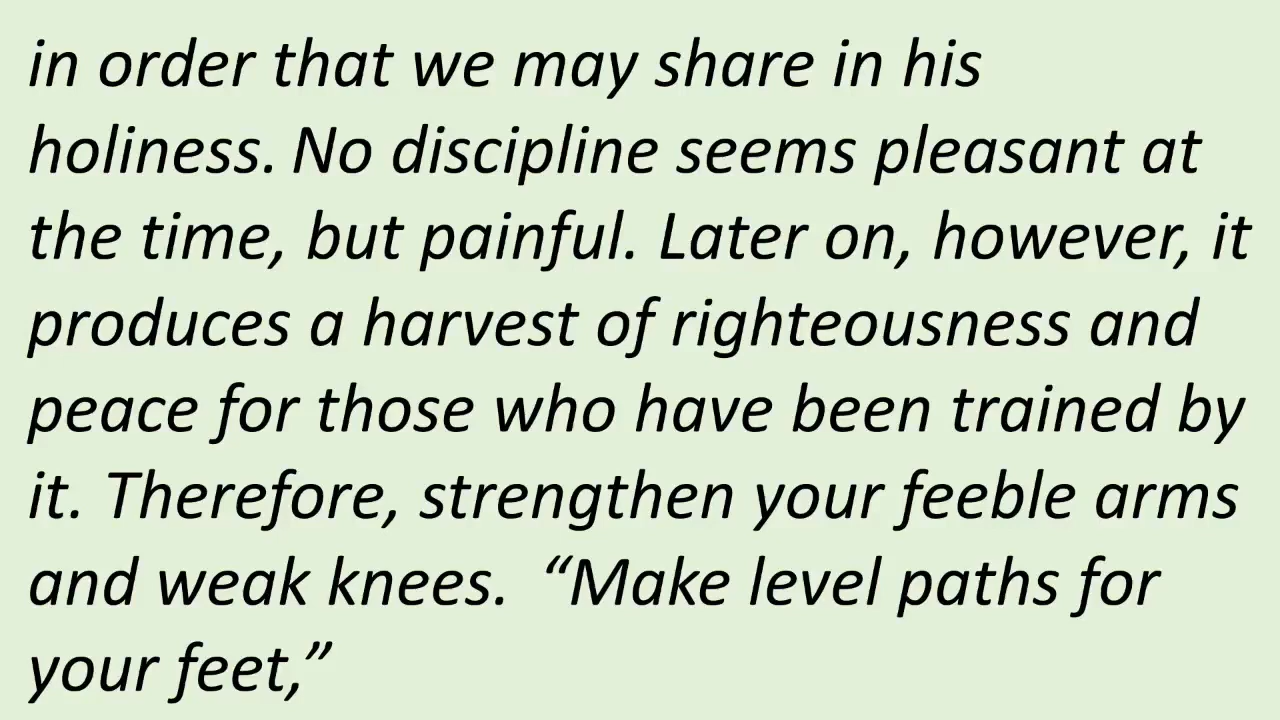 in order that we may share in his
holiness. No discipline seems pleasant at
the time, but painful. Later on, however, it
produces a harvest of righteousness and
peace for those who have been trained by
it. Therefore, strengthen your feeble arms
and weak knees.  “Make level paths for
your feet,”